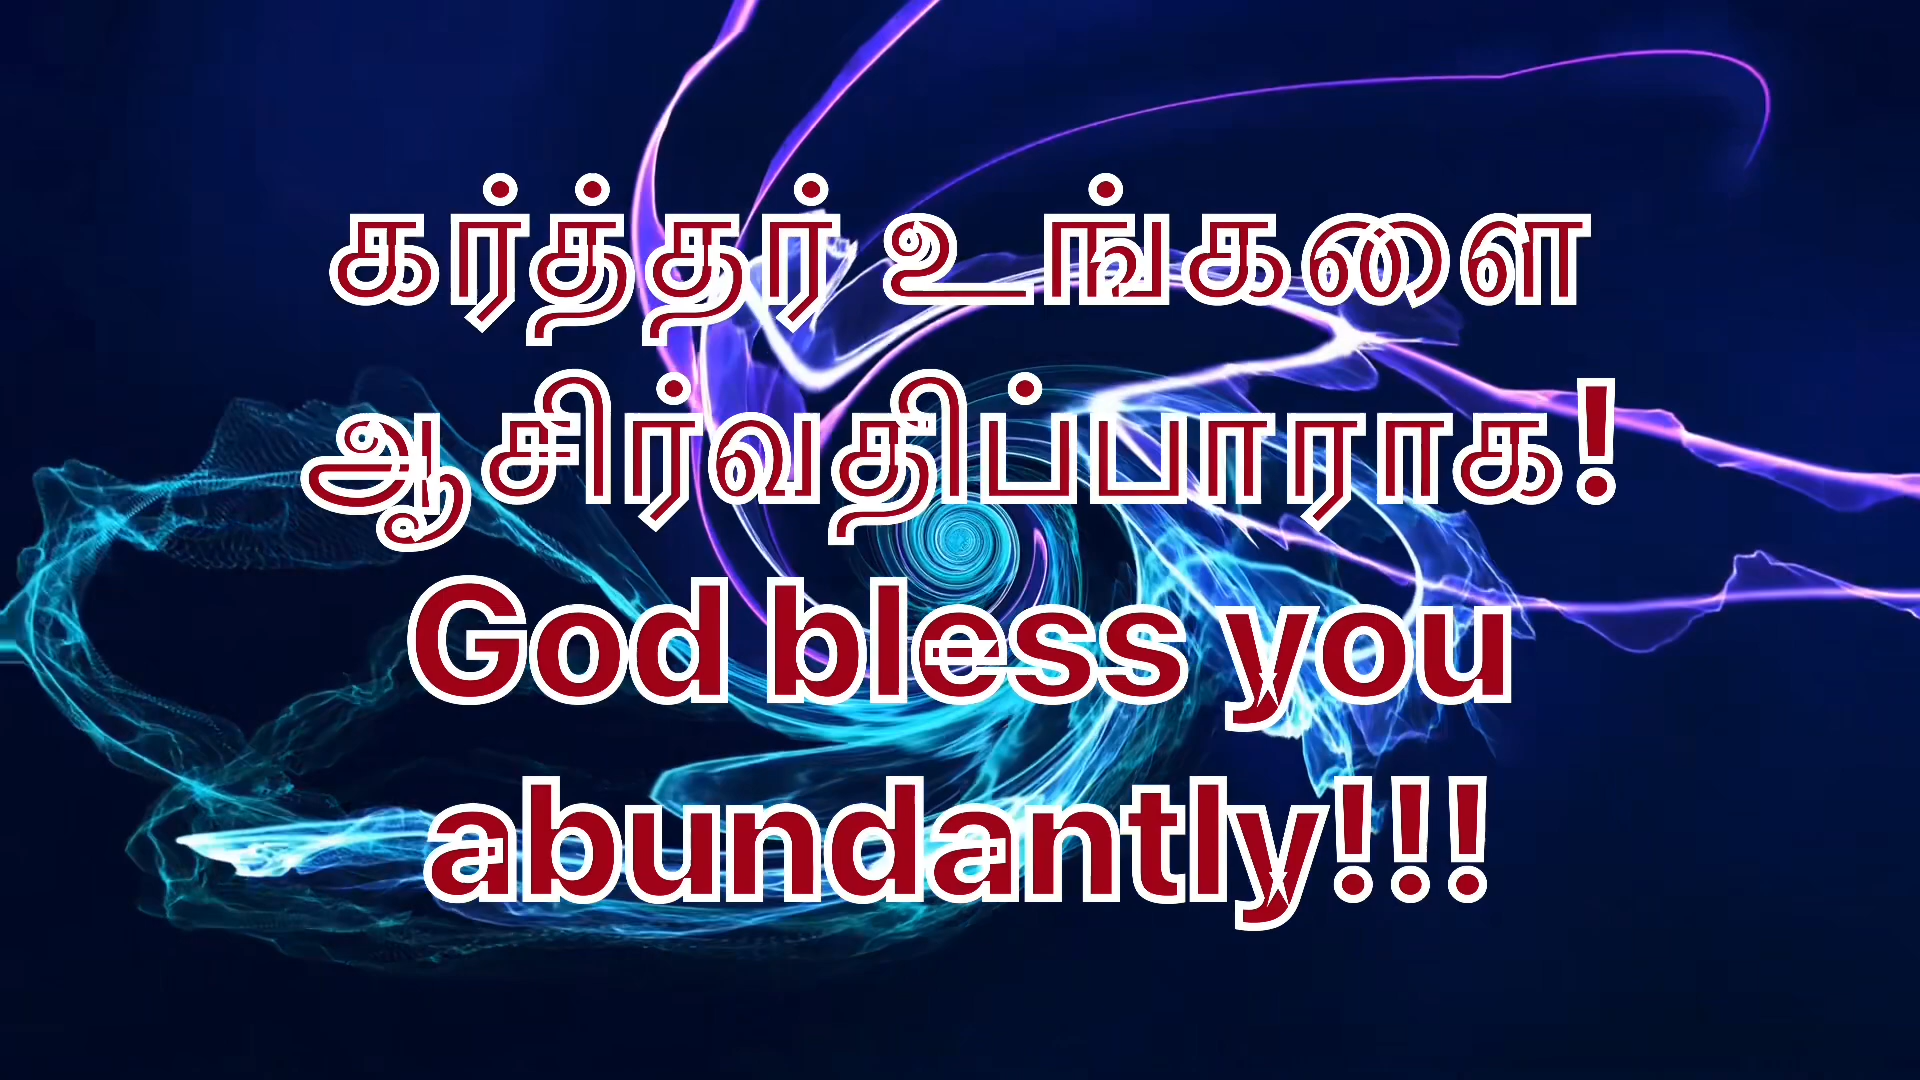 கர்த்தர் உங்களை
ஆசிர்வதிப்பாராக!
God bless you
abundantly!!!